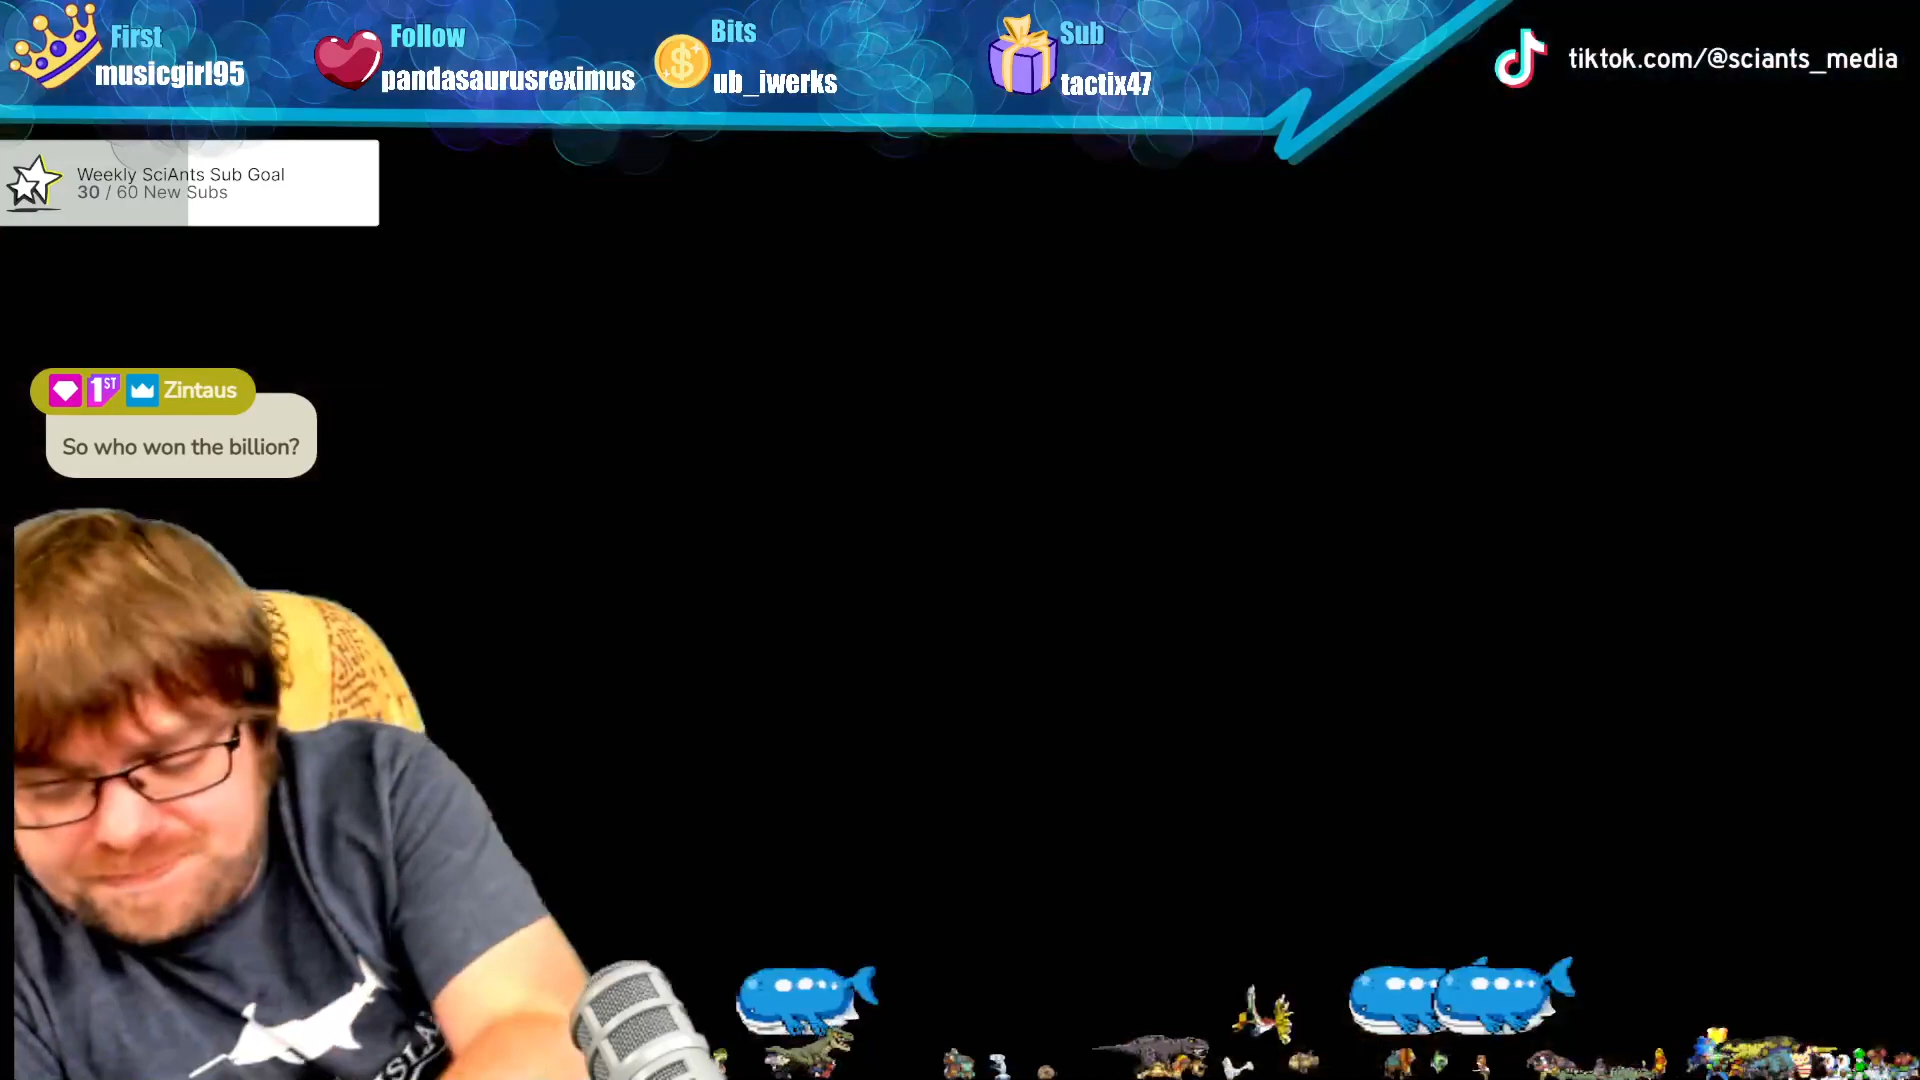 First
musicgirl95
Follow
pandasaurusreximus
Bits
ub_iwerks
Sub
tactix47
tiktok.com/@sciants_media
Weekly SciAnts Sub Goal
30 / 60 New Subs
1ST Zintaus
So who won the billion?